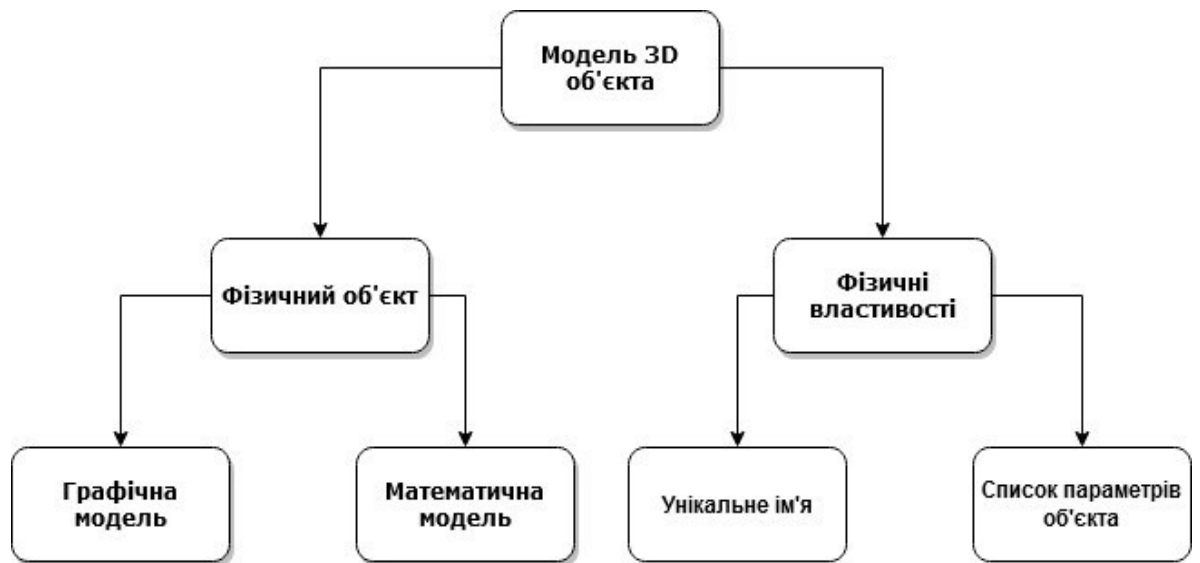 Модель 3D
об'єкта
Фізичний об'єкт
Фізичні
властивості
Графічна
модель
Математична
модель
Унікальне ім'я
Список параметрів
об'єкта